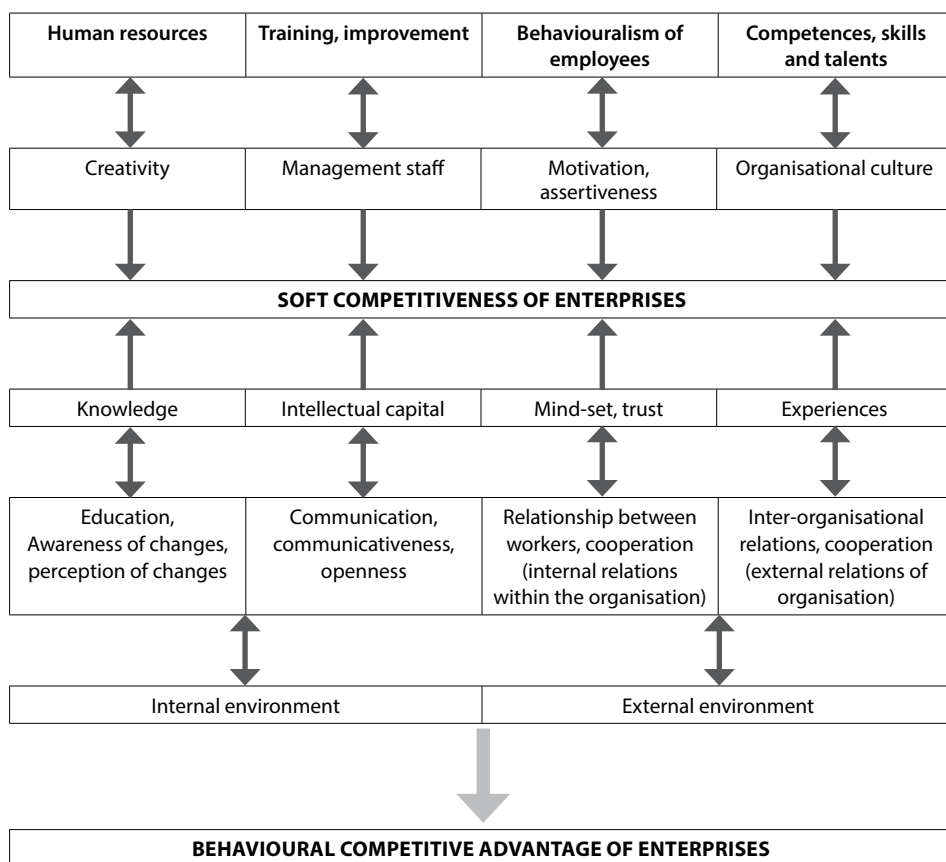 Human resources
Training, improvement
Behaviouralism of
employees
Competences, skills
and talents
Creativity
Management staff
Motivation,
assertiveness
Organisational culture
SOFT COMPETITIVENESS OF ENTERPRISES
Knowledge
Intellectual capital
Mind-set, trust
Experiences
Education,
Awareness of changes,
perception of changes
Communication,
communicativeness,
openness
Relationship between
workers, cooperation
(internal relations
within the organisation)
Inter-organisational
relations, cooperation
(external relations of
organisation)
Internal environment
External environment
BEHAVIOURAL COMPETITIVE ADVANTAGE OF ENTERPRISES